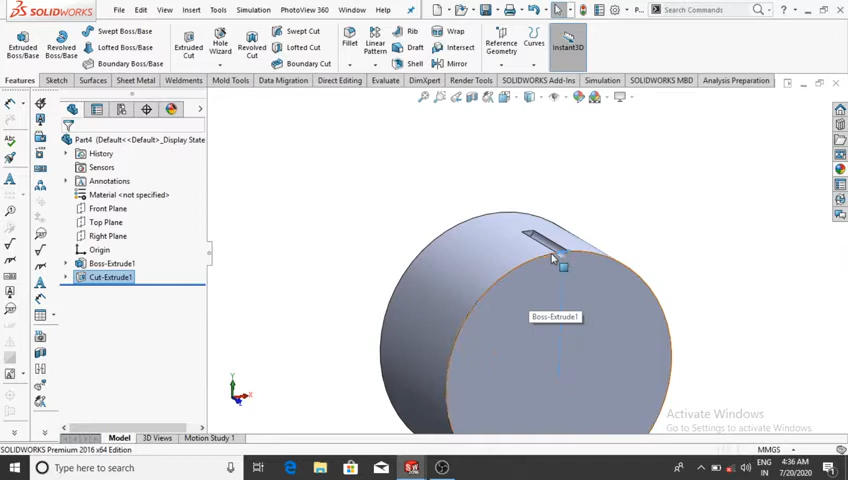 SOLIDWORKS File Edit View Insert Tools Simulation PhotoView 360 Window Help P... Search Commands
Extruded Boss/Base Revolved Boss/Base Swept Boss/Base Lofted Boss/Base Boundary Boss/Base Extruded Cut Hole Wizard Revolved Cut Swept Cut Lofted Cut Boundary Cut Fillet Linear Pattern Rib Draft Shell Wrap Intersect Mirror Reference Geometry Curves Instant3D
Features Sketch Surfaces Sheet Metal Weldments Mold Tools Data Migration Direct Editing Evaluate DimXpert Render Tools SOLIDWORKS Add-Ins Simulation SOLIDWORKS MBD Analysis Preparation
Part4 (Default<<Default>_Display State
History
Sensors
Annotations
Material <not specified>
Front Plane
Top Plane
Right Plane
Origin
Boss-Extrude1
Cut-Extrude1
Boss-Extrude1
Y
X
Activate Windows
Go to Settings to activate Windows.
Model 3D Views Motion Study 1
SOLIDWORKS Premium 2016 x64 Edition MMGS
Type here to search
ENG 4:36 AM
IN 7/20/2020